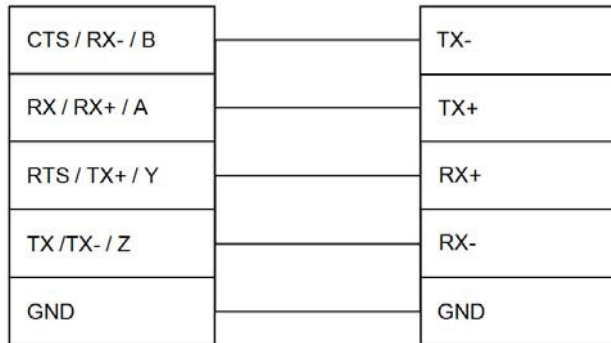 CTS / RX- / B
TX-
RX / RX+ / A
TX+
RTS / TX+ / Y
RX+
TX /TX- / Z
RX-
GND
GND